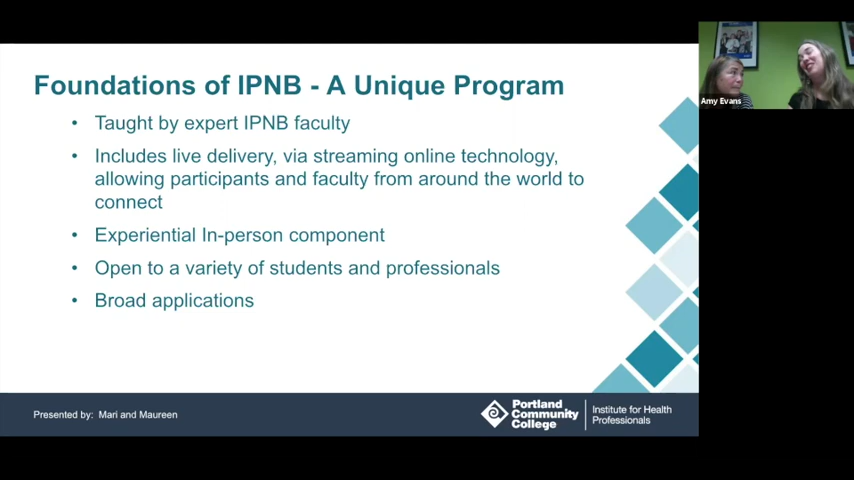 Foundations of IPNB - A Unique Program
• Taught by expert IPNB faculty
• Includes live delivery, via streaming online technology,
allowing participants and faculty from around the world to
connect
• Experiential In-person component
• Open to a variety of students and professionals
• Broad applications
Presented by: Mari and Maureen
Portland
Community
College
Institute for Health
Professionals
Amy Evans